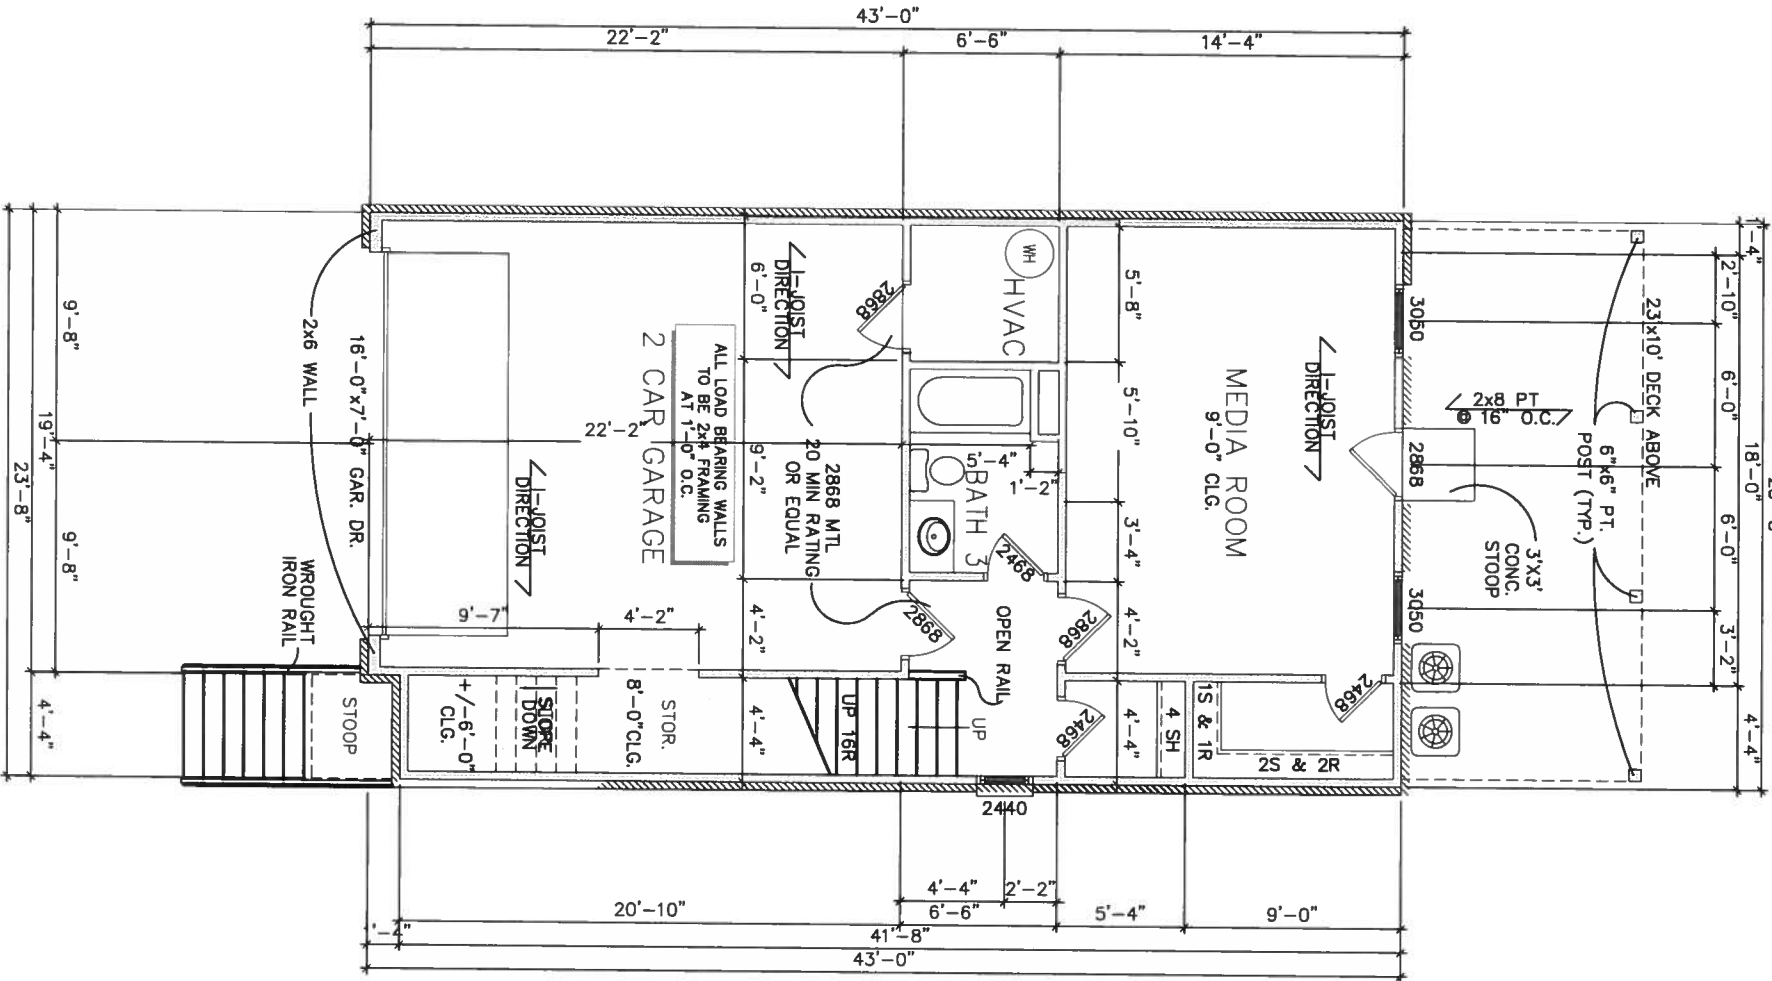 43'-0"
22'-2"
6'-6"
14'-4"
WH
HVAC
2868
I-JOIST
DIRECTION
6'-0"
ALL LOAD BEARING WALLS
TO BE 2x4 FRAMING
AT 1'-0" O.C.
2 CAR GARAGE
22'-2"
9'-2"
2868 MTL
20 MIN RATING
OR EQUAL
I-JOIST
DIRECTION
16'-0"x7'-0" GAR. DR.
2x6 WALL
9'-8"
9'-8"
19'-4"
23'-8"
4'-4"
WROUGHT
IRON RAIL
STOOP
9'-7"
4'-2"
4'-2"
2868
+/-6'-0"
CLG.
DOWN
8'-0"CLG.
STOR.
4'-4"
UP 16R
UP
OPEN RAIL
5'-4"
1'-2"
BATH 3
2468
5'-8"
5'-10"
3'-4"
4'-2"
4'-4"
2868
2468
4 SH
1S & 1R
2S & 2R
2468
MEDIA ROOM
9'-0" CLG.
I-JOIST
DIRECTION
3050
2868
3050
2x8 PT
@ 16" O.C.
3'X3'
CONC.
STOOP
6"x6" PT.
POST (TYP.)
23'x10' DECK ABOVE
2'-10"
6'-0"
6'-0"
3'-2"
18'-0"
4'-4"
2440
4'-4"
2'-2"
20'-10"
6'-6"
5'-4"
9'-0"
41'-8"
43'-0"